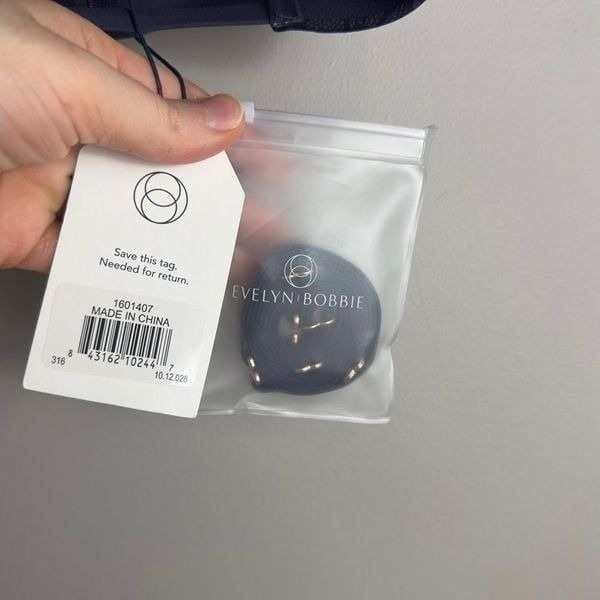 Save this tag.
Needed for return.
1601407
MADE IN CHINA
8 43162 10244 7
316
10.12.028
EVELYN BOBBIE